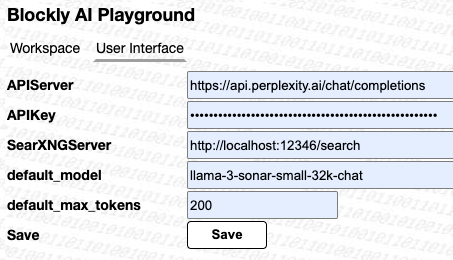 Blockly AI Playground
Workspace User Interface
APIServer https://api.perplexity.ai/chat/completions
APIKey ••••••••••••••••••••••••••••••••••••••••••••••••••••
SearXNGServer http://localhost:12346/search
default_model llama-3-sonar-small-32k-chat
default_max_tokens 200
Save Save